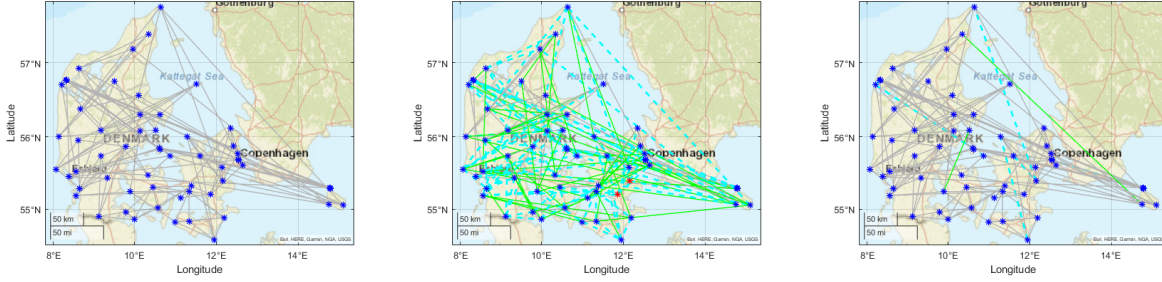 Gothenburg
57°N
Kattegat Sea
Latitude
56°N
DENMARK
Copenhagen
Esbjerg
55°N
50 km
50 mi
Esri, HERE, Garmin, NGA, USGS
8°E
10°E
12°E
14°E
Longitude
Gothenburg
57°N
Kattegat Sea
Latitude
56°N
DENMARK
Copenhagen
55°N
50 km
50 mi
Esri, HERE, Garmin, NGA, USGS
8°E
10°E
12°E
14°E
Longitude
Gothenburg
57°N
Kattegat Sea
Latitude
56°N
DENMARK
Copenhagen
Esbjerg
55°N
50 km
50 mi
Esri, HERE, Garmin, NGA, USGS
8°E
10°E
12°E
14°E
Longitude